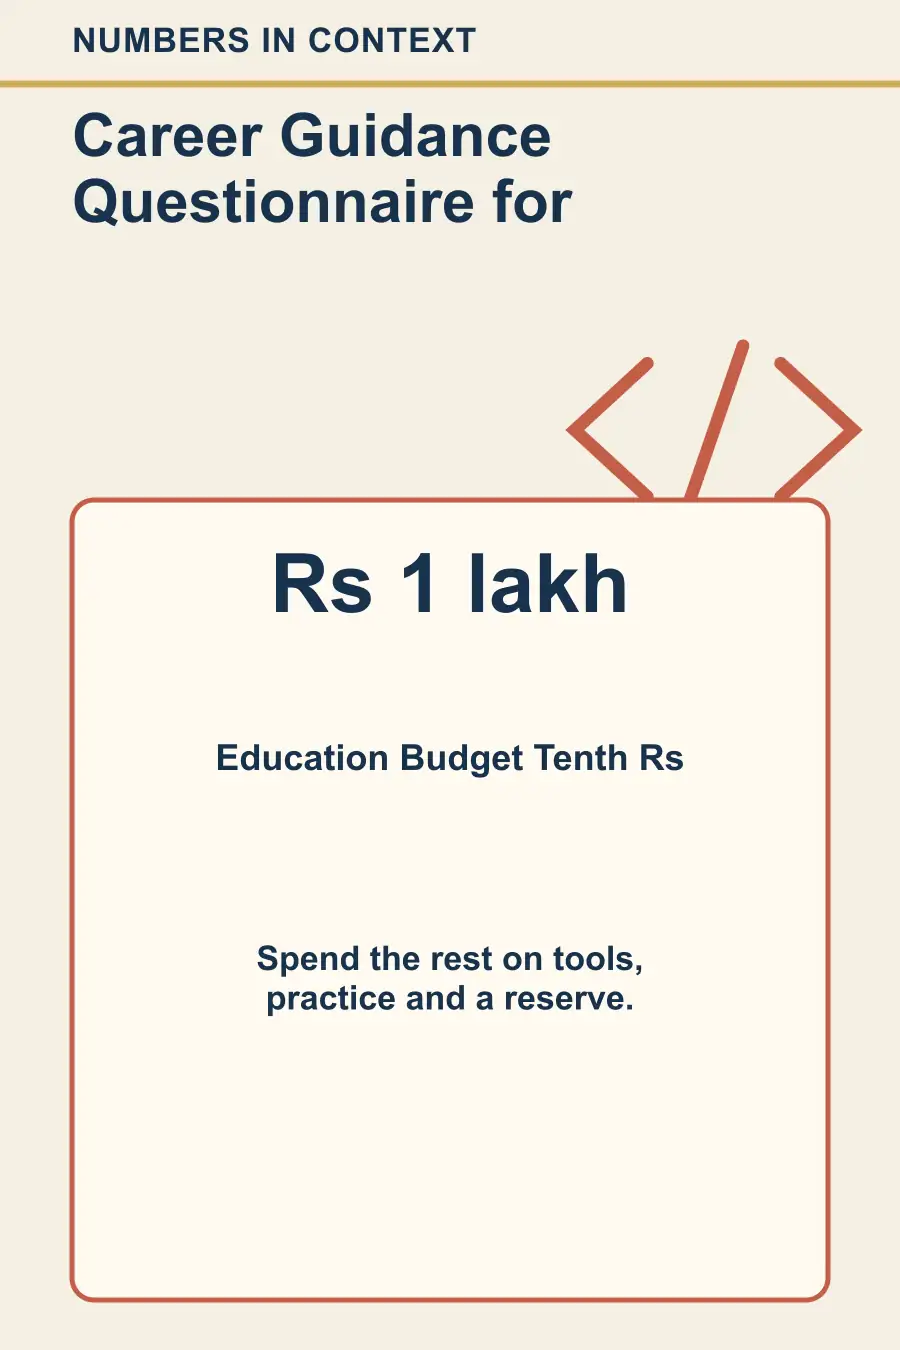 NUMBERS IN CONTEXT
Career Guidance
Questionnaire for
Rs 1 lakh
Education Budget Tenth Rs
Spend the rest on tools,
practice and a reserve.